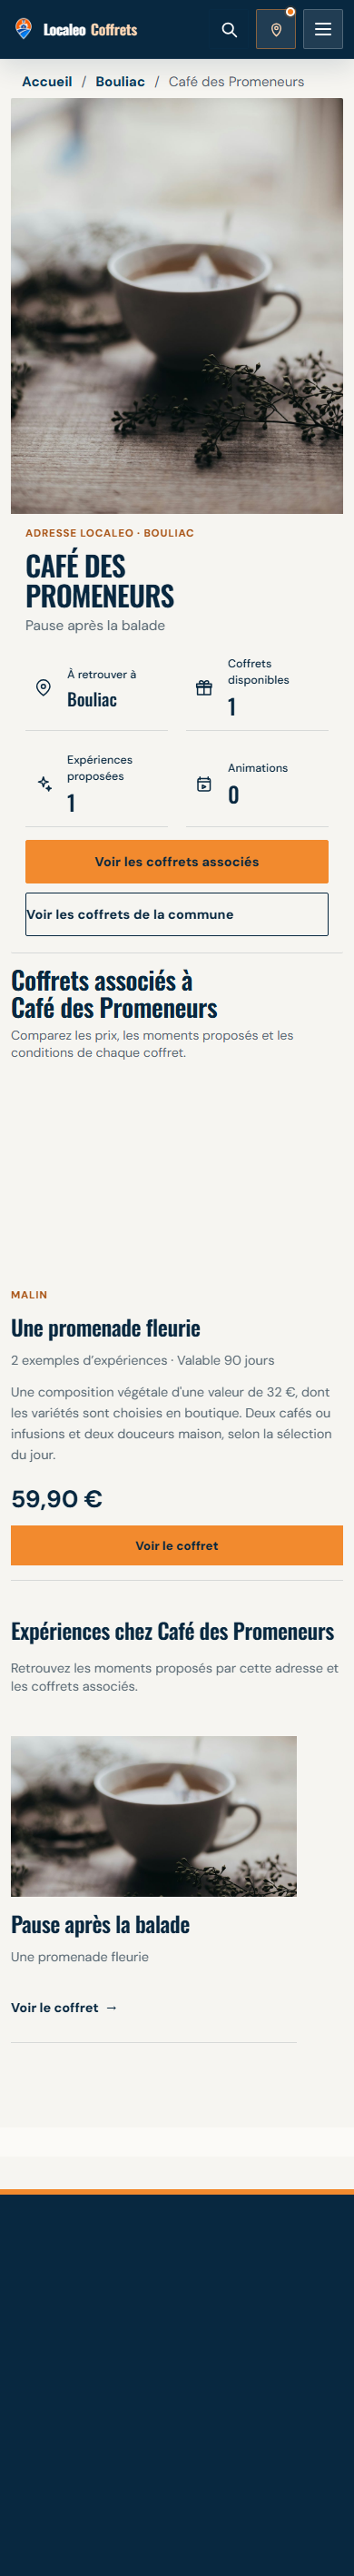 Localeo Coffrets
Accueil / Bouliac / Café des Promeneurs
ADRESSE LOCALEO · BOULIAC
CAFÉ DES
PROMENEURS
Pause après la balade
À retrouver à
Bouliac
Coffrets
disponibles
1
Expériences
proposées
1
Animations
0
Voir les coffrets associés
Voir les coffrets de la commune
Coffrets associés à
Café des Promeneurs
Comparez les prix, les moments proposés et les
conditions de chaque coffret.
MALIN
Une promenade fleurie
2 exemples d’expériences · Valable 90 jours
Une composition végétale d'une valeur de 32 €, dont
les variétés sont choisies en boutique. Deux cafés ou
infusions et deux douceurs maison, selon la sélection
du jour.
59,90 €
Voir le coffret
Expériences chez Café des Promeneurs
Retrouvez les moments proposés par cette adresse et
les coffrets associés.
Pause après la balade
Une promenade fleurie
Voir le coffret →